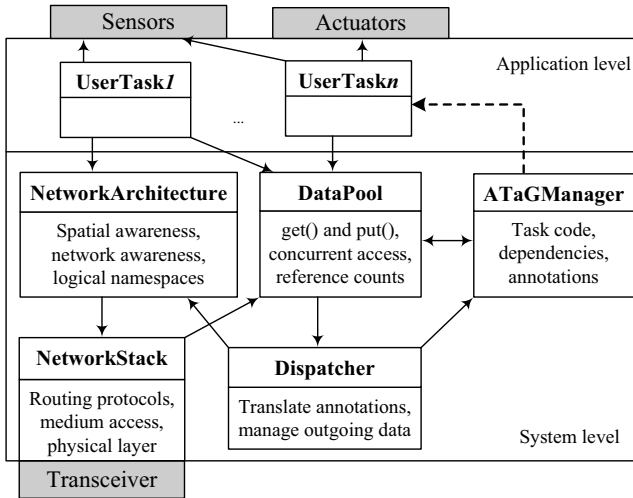 Sensors
Actuators
Application level
UserTask1
UserTaskn
...
NetworkArchitecture
Spatial awareness,
network awareness,
logical namespaces
DataPool
get() and put(),
concurrent access,
reference counts
ATaGManager
Task code,
dependencies,
annotations
NetworkStack
Routing protocols,
medium access,
physical layer
Dispatcher
Translate annotations,
manage outgoing data
System level
Transceiver